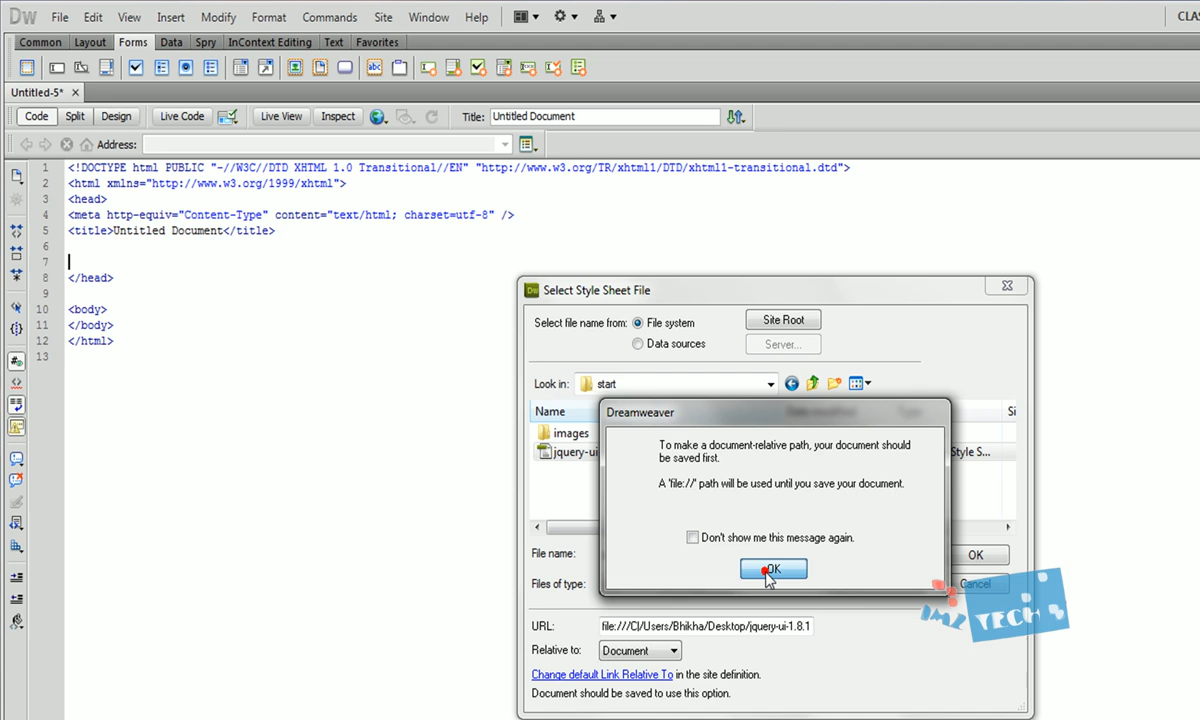 Dw File Edit View Insert Modify Format Commands Site Window Help CLAS
Common Layout Forms Data Spry InContext Editing Text Favorites
Untitled-5* x
Code Split Design Live Code Live View Inspect Title: Untitled Document
Address:
1 <!DOCTYPE html PUBLIC "-//W3C//DTD XHTML 1.0 Transitional//EN" "http://www.w3.org/TR/xhtml1/DTD/xhtml1-transitional.dtd">
2 <html xmlns="http://www.w3.org/1999/xhtml">
3 <head>
4 <meta http-equiv="Content-Type" content="text/html; charset=utf-8" />
5 <title>Untitled Document</title>
6
7
8 </head>
9
10 <body>
11 </body>
12 </html>
13
Dw Select Style Sheet File
Select file name from: File system Site Root
Data sources Server...
Look in: start
Name Si
images
jquery-ui Style S...
Dreamweaver
To make a document-relative path, your document should
be saved first.
A 'file://' path will be used until you save your document.
Don't show me this message again.
OK
File name: OK
Files of type: Cancel
URL: file:///C|/Users/Bhikha/Desktop/jquery-ui-1.8.1
Relative to: Document
Change default Link Relative To in the site definition.
Document should be saved to use this option.
IMZ TECH